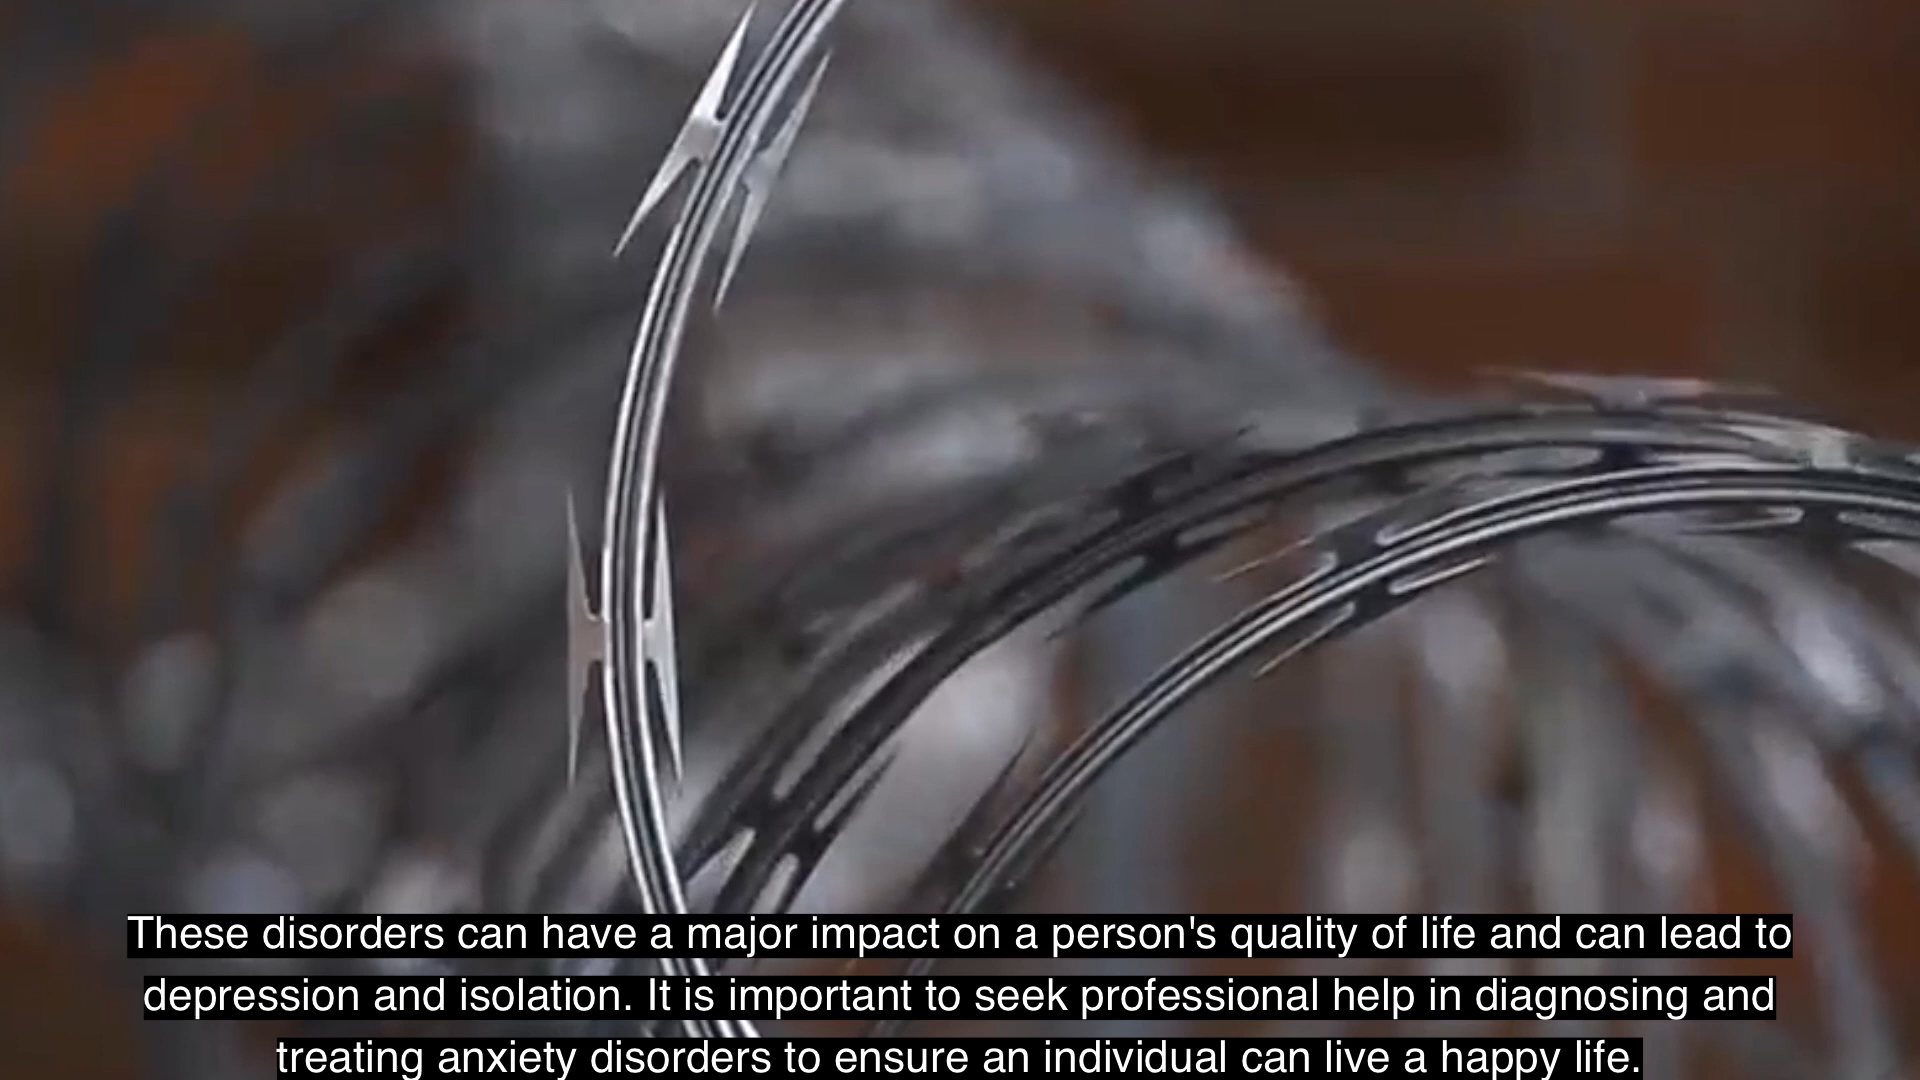 These disorders can have a major impact on a person's quality of life and can lead to
depression and isolation. It is important to seek professional help in diagnosing and
treating anxiety disorders to ensure an individual can live a happy life.